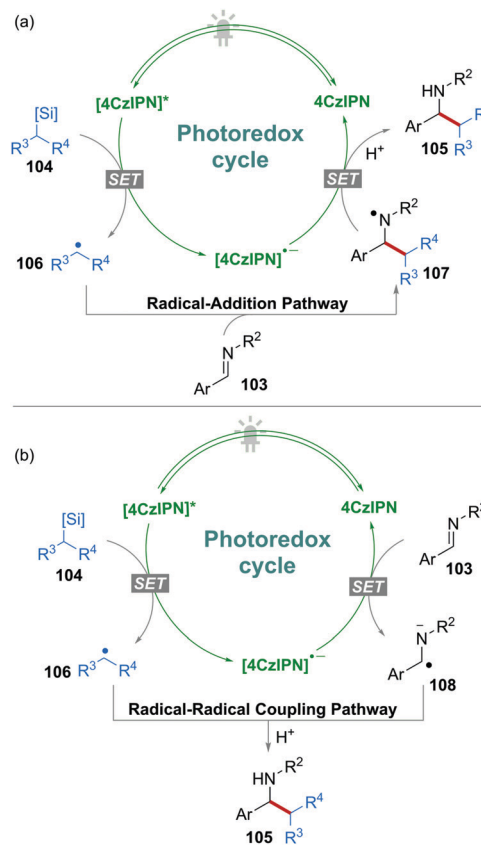 (a)
[4CzIPN]*
4CzIPN
[Si]
R3
R4
104
Photoredox
cycle
SET
SET
H+
HN
R2
Ar
R3
105
106
R3
R4
[4CzIPN]•–
N
R2
Ar
R4
R3
107
Radical-Addition Pathway
N
R2
Ar
103
(b)
[4CzIPN]*
4CzIPN
[Si]
R3
R4
104
Photoredox
cycle
SET
SET
N
Ar
103
106
R3
R4
[4CzIPN]•–
N–
R2
Ar
108
Radical-Radical Coupling Pathway
H+
HN
R2
Ar
R4
R3
105